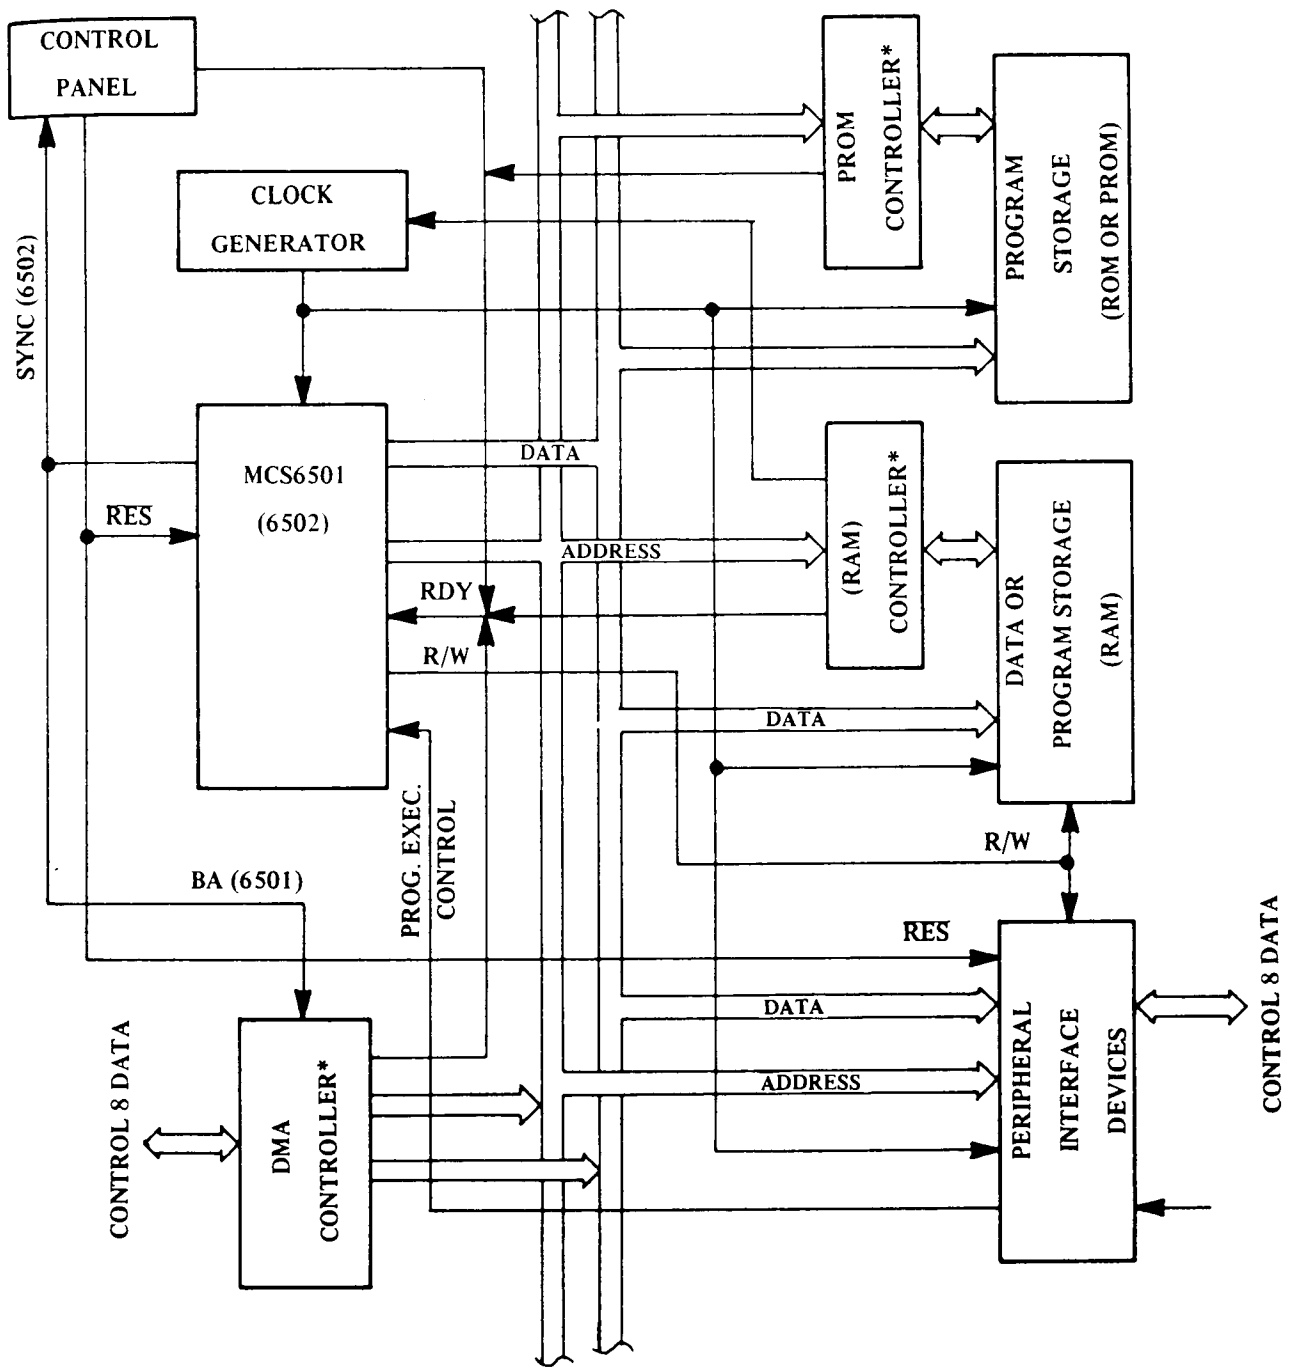 CONTROL
PANEL
CLOCK
GENERATOR
SYNC (6502)
PROM
CONTROLLER*
PROGRAM
STORAGE
(ROM OR PROM)
MCS6501
(6502)
RES
DATA
ADDRESS
RDY
R/W
(RAM)
CONTROLLER*
DATA OR
PROGRAM STORAGE
(RAM)
DATA
R/W
BA (6501)
PROG. EXEC.
CONTROL
RES
DATA
ADDRESS
PERIPHERAL
INTERFACE
DEVICES
CONTROL 8 DATA
CONTROL 8 DATA
DMA
CONTROLLER*